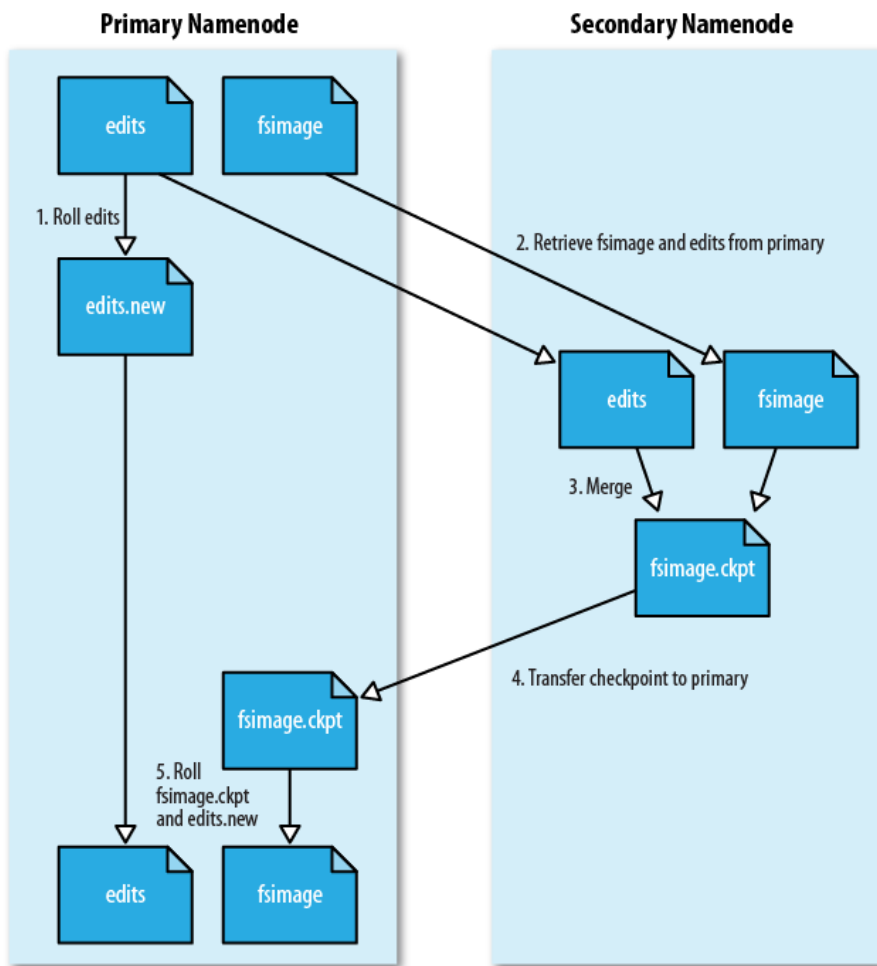 Primary Namenode
Secondary Namenode
edits
fsimage
1. Roll edits
2. Retrieve fsimage and edits from primary
edits.new
edits
fsimage
3. Merge
fsimage.ckpt
4. Transfer checkpoint to primary
fsimage.ckpt
5. Roll
fsimage.ckpt
and edits.new
edits
fsimage